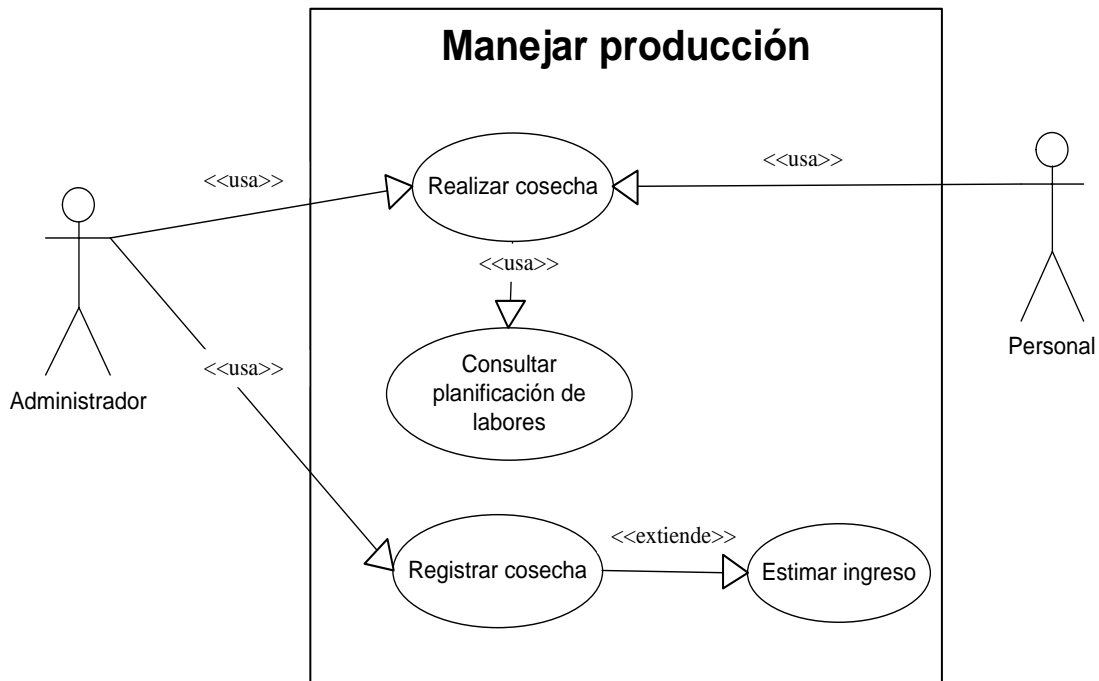 Manejar producción
<<usa>>
<<usa>>
Realizar cosecha
<<usa>>
Consultar
planificación de
labores
Personal
<<usa>>
Administrador
<<extiende>>
Registrar cosecha
Estimar ingreso